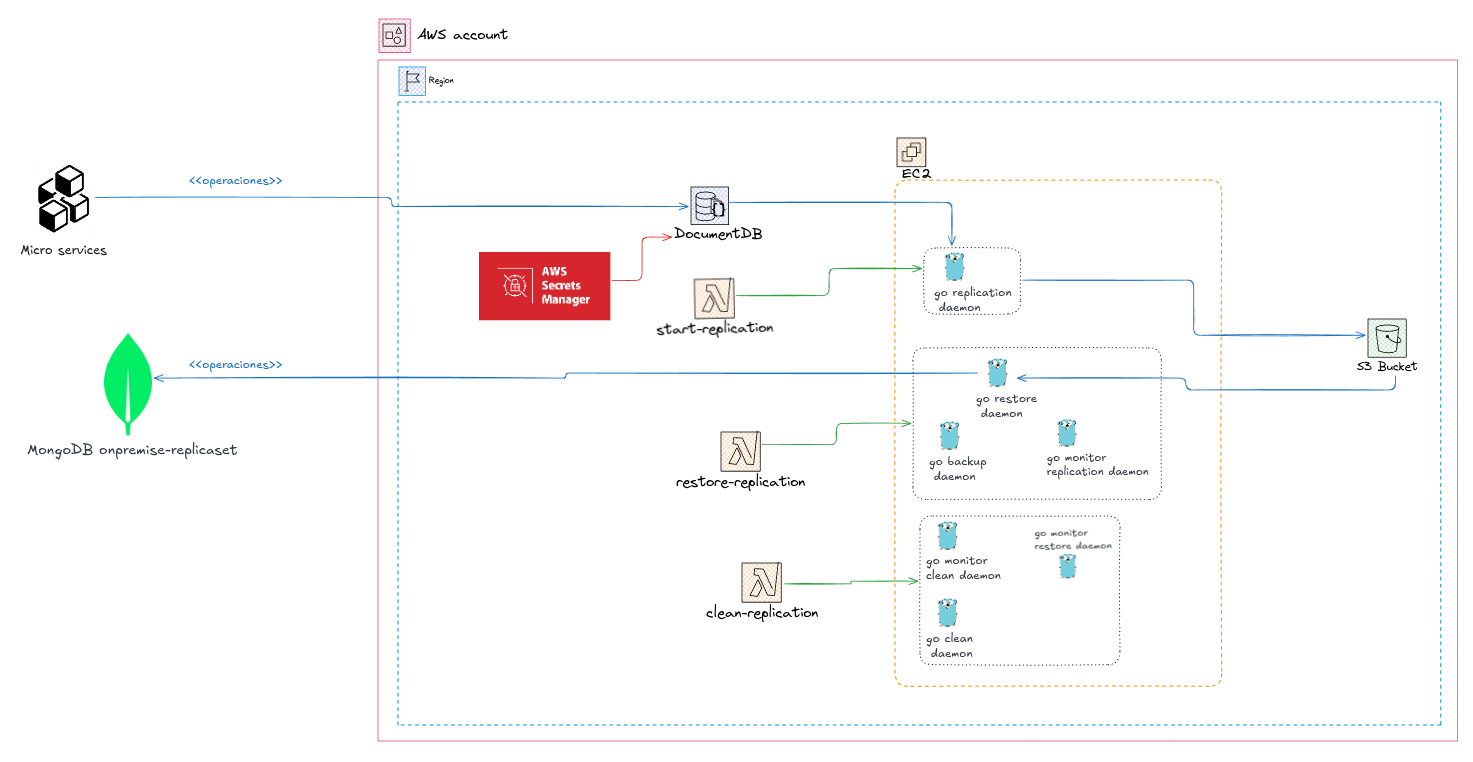 AWS account
Region
<<operaciones>>
Micro services
EC2
DocumentDB
AWS
Secrets
Manager
start-replication
go replication
daemon
S3 Bucket
<<operaciones>>
MongoDB onpremise-replicaset
go restore
daemon
go backup
daemon
go monitor
replication daemon
restore-replication
go monitor
clean daemon
go monitor
restore daemon
clean-replication
go clean
daemon